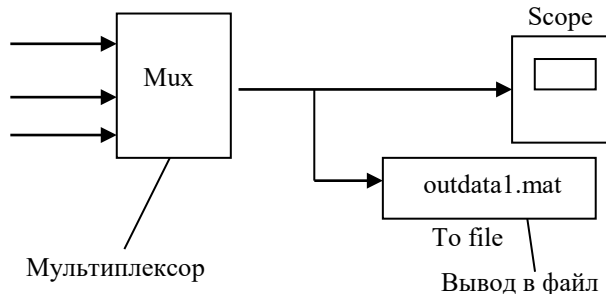 Scope
Mux
outdata1.mat
To file
Мультиплексор
Вывод в файл